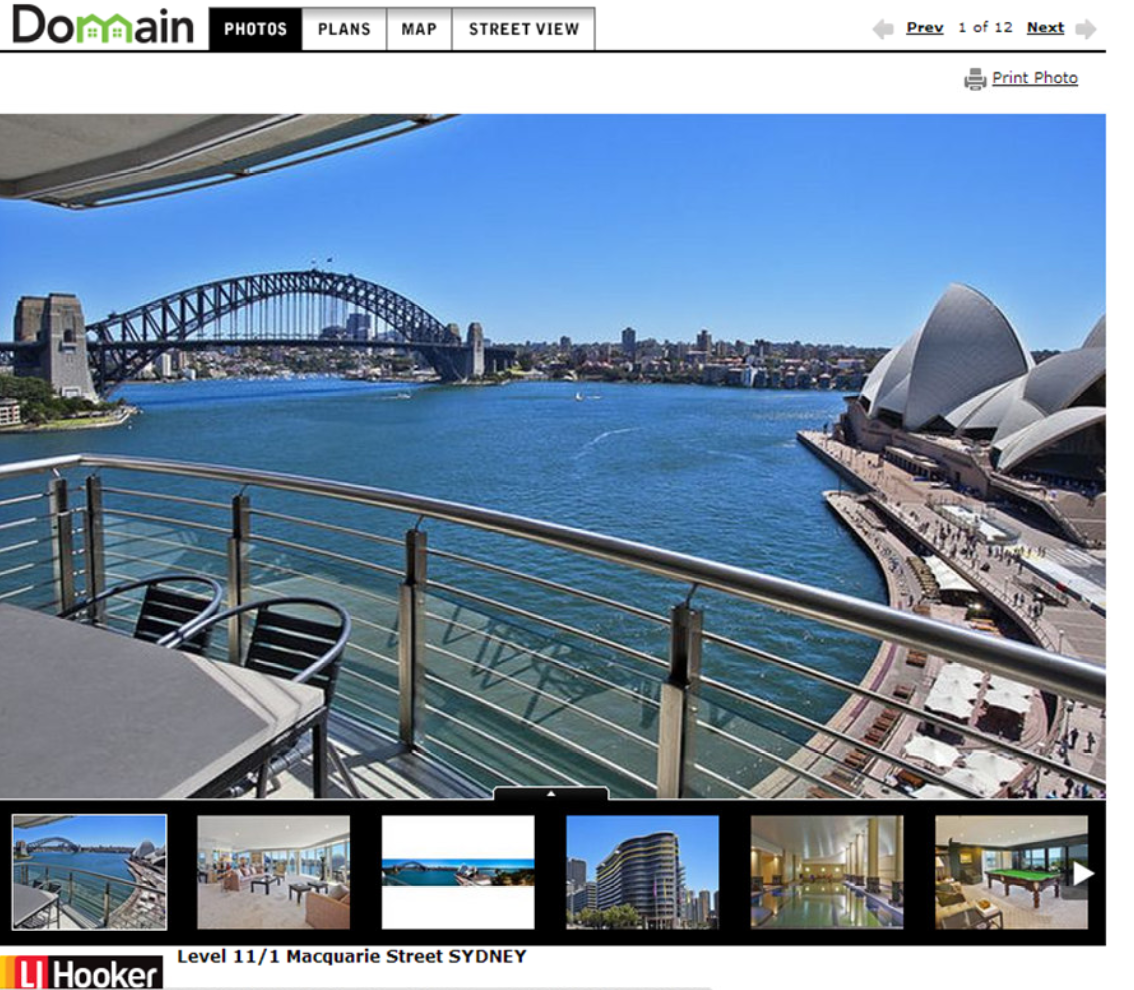 Domain PHOTOS PLANS MAP STREET VIEW Prev 1 of 12 Next
Print Photo
Level 11/1 Macquarie Street SYDNEY
LJ Hooker